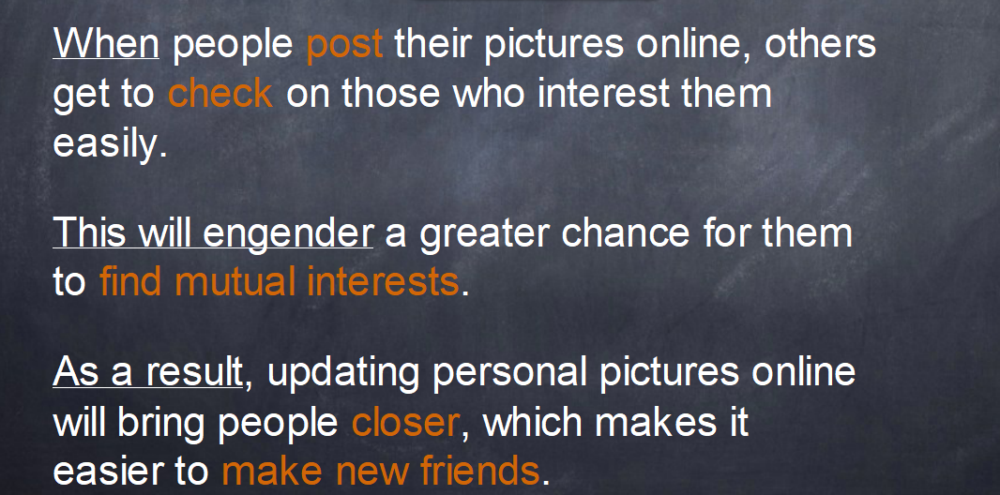 When people post their pictures online, others
get to check on those who interest them
easily.
This will engender a greater chance for them
to find mutual interests.
As a result, updating personal pictures online
will bring people closer, which makes it
easier to make new friends.